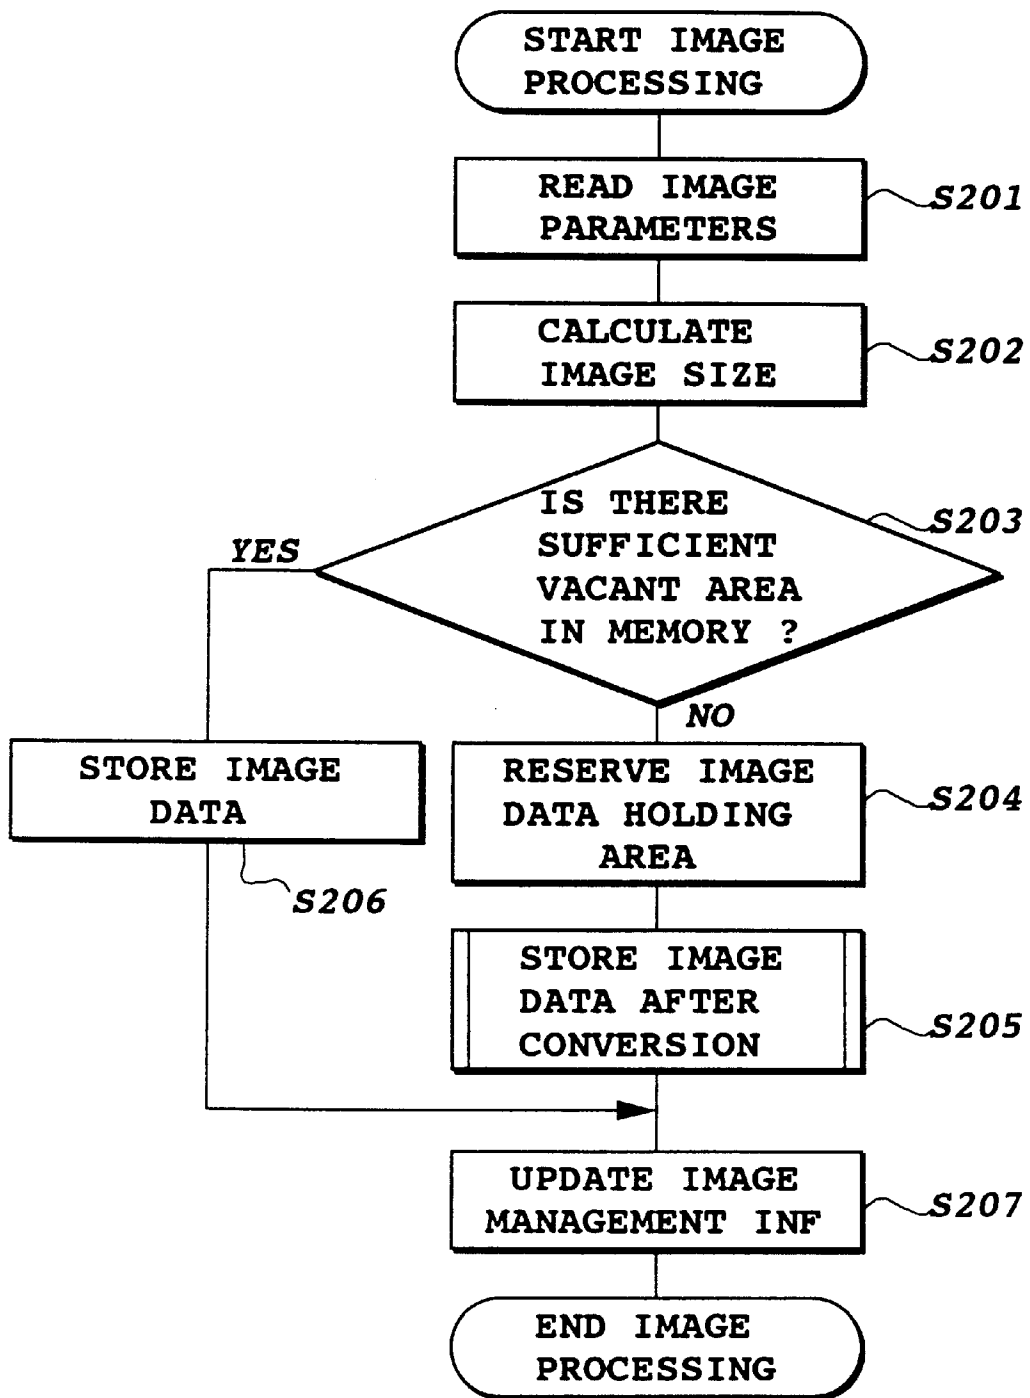 START IMAGE
PROCESSING
READ IMAGE
PARAMETERS
S201
CALCULATE
IMAGE SIZE
S202
IS THERE
SUFFICIENT
VACANT AREA
IN MEMORY ?
S203
YES
NO
STORE IMAGE
DATA
S206
RESERVE IMAGE
DATA HOLDING
AREA
S204
STORE IMAGE
DATA AFTER
CONVERSION
S205
UPDATE IMAGE
MANAGEMENT INF
S207
END IMAGE
PROCESSING